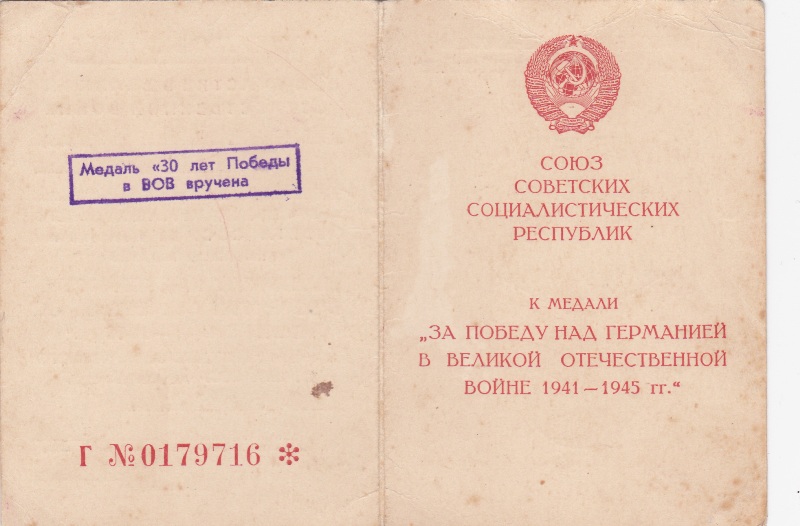 Медаль «30 лет Победы
в ВОВ вручена
Г №0179716 *
СОЮЗ
СОВЕТСКИХ
СОЦИАЛИСТИЧЕСКИХ
РЕСПУБЛИК
К МЕДАЛИ
„ЗА ПОБЕДУ НАД ГЕРМАНИЕЙ
В ВЕЛИКОЙ ОТЕЧЕСТВЕННОЙ
ВОЙНЕ 1941—1945 гг.“